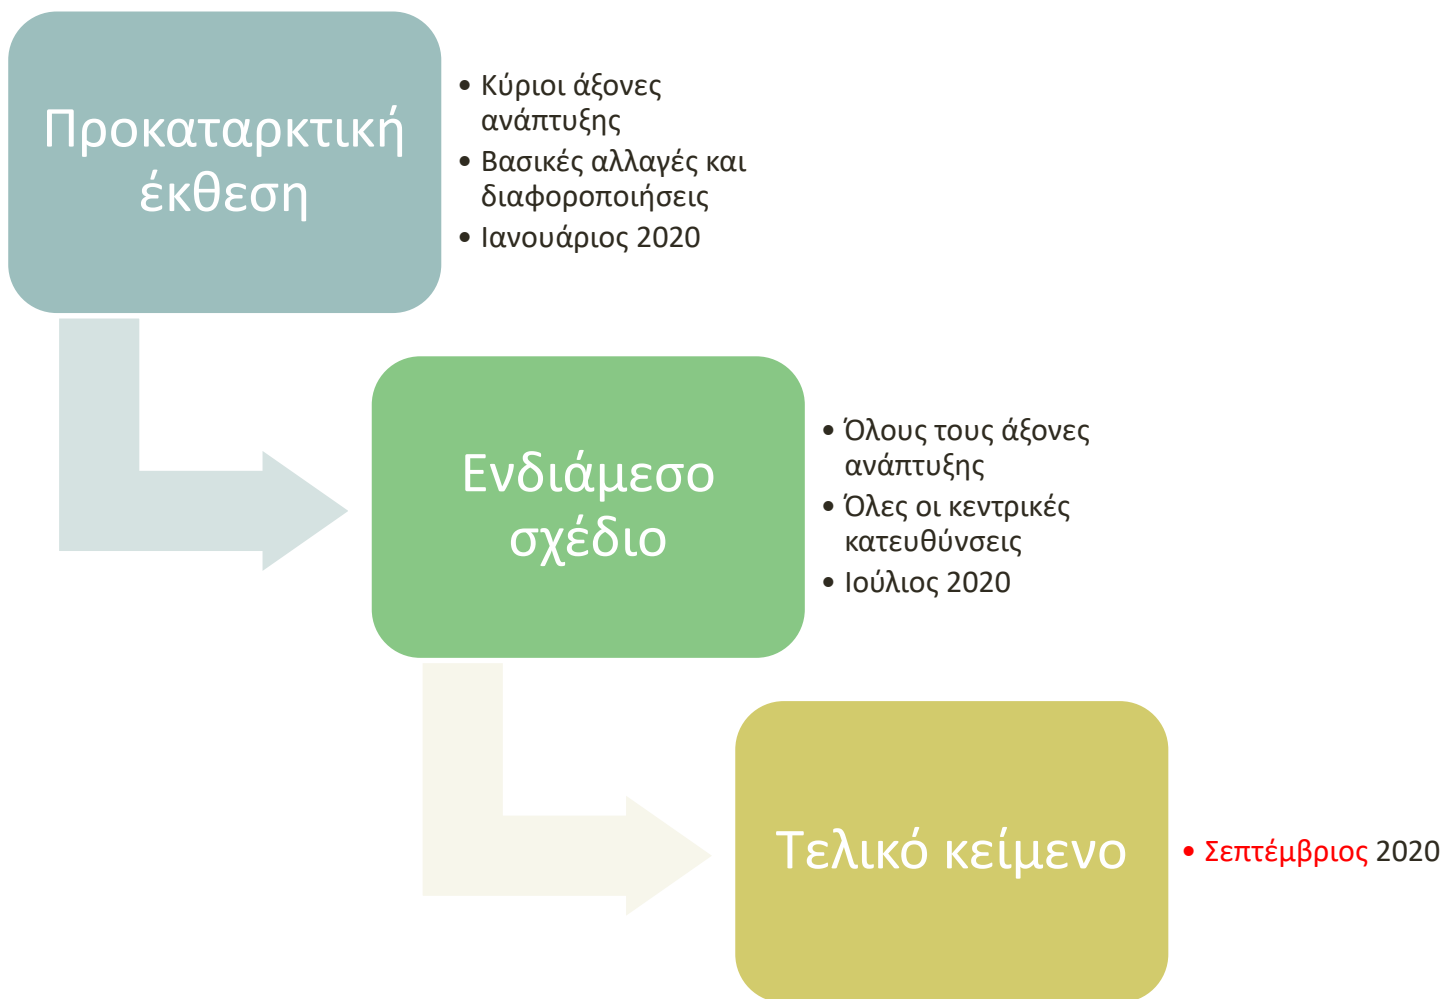 Προκαταρκτική
έκθεση
• Κύριοι άξονες
ανάπτυξης
• Βασικές αλλαγές και
διαφοροποιήσεις
• Ιανουάριος 2020
Ενδιάμεσο
σχέδιο
• Όλους τους άξονες
ανάπτυξης
• Όλες οι κεντρικές
κατευθύνσεις
• Ιούλιος 2020
Τελικό κείμενο
• Σεπτέμβριος 2020